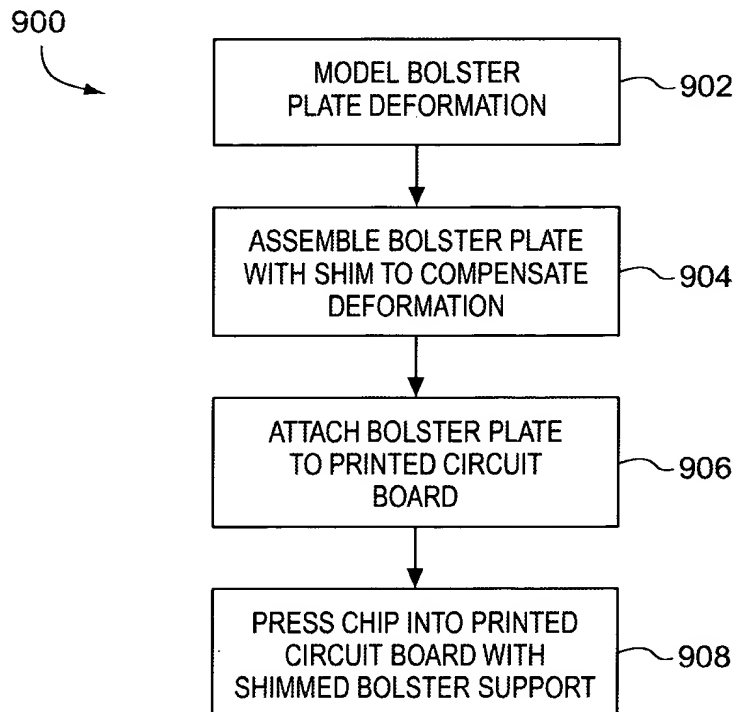 900
MODEL BOLSTER
PLATE DEFORMATION
902
ASSEMBLE BOLSTER PLATE
WITH SHIM TO COMPENSATE
DEFORMATION
904
ATTACH BOLSTER PLATE
TO PRINTED CIRCUIT
BOARD
906
PRESS CHIP INTO PRINTED
CIRCUIT BOARD WITH
SHIMMED BOLSTER SUPPORT
908